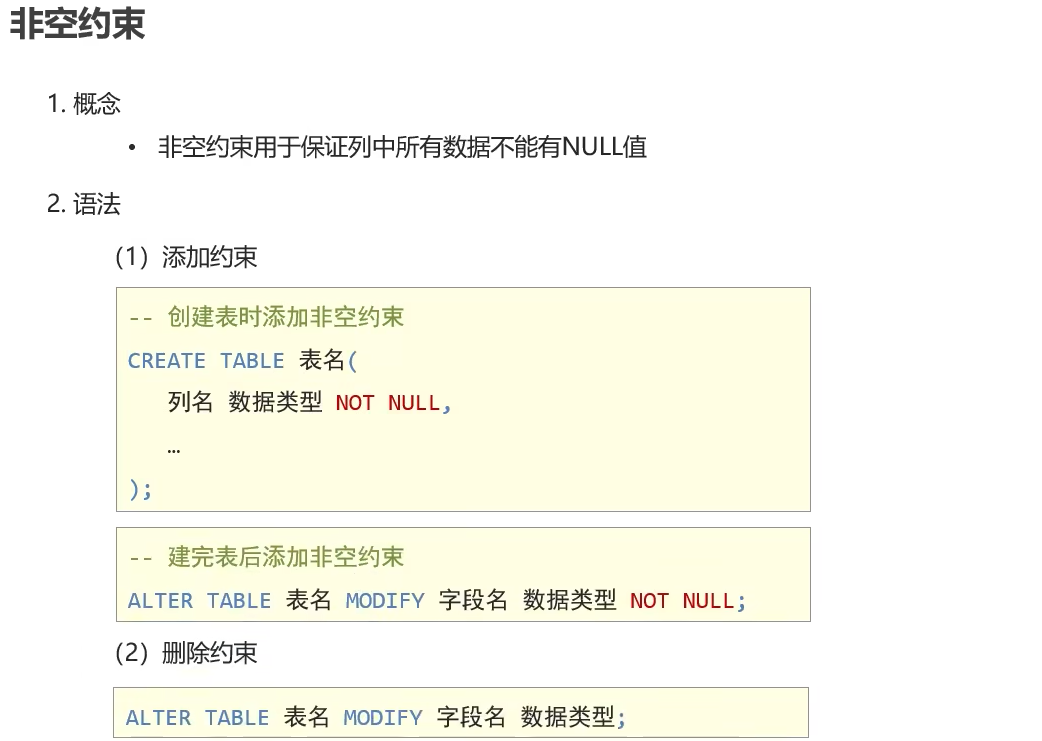 非空约束
1. 概念
• 非空约束用于保证列中所有数据不能有NULL值
2. 语法
（1）添加约束
-- 创建表时添加非空约束
CREATE TABLE 表名(
列名 数据类型 NOT NULL,
…
);
-- 建完表后添加非空约束
ALTER TABLE 表名 MODIFY 字段名 数据类型 NOT NULL;
（2）删除约束
ALTER TABLE 表名 MODIFY 字段名 数据类型;